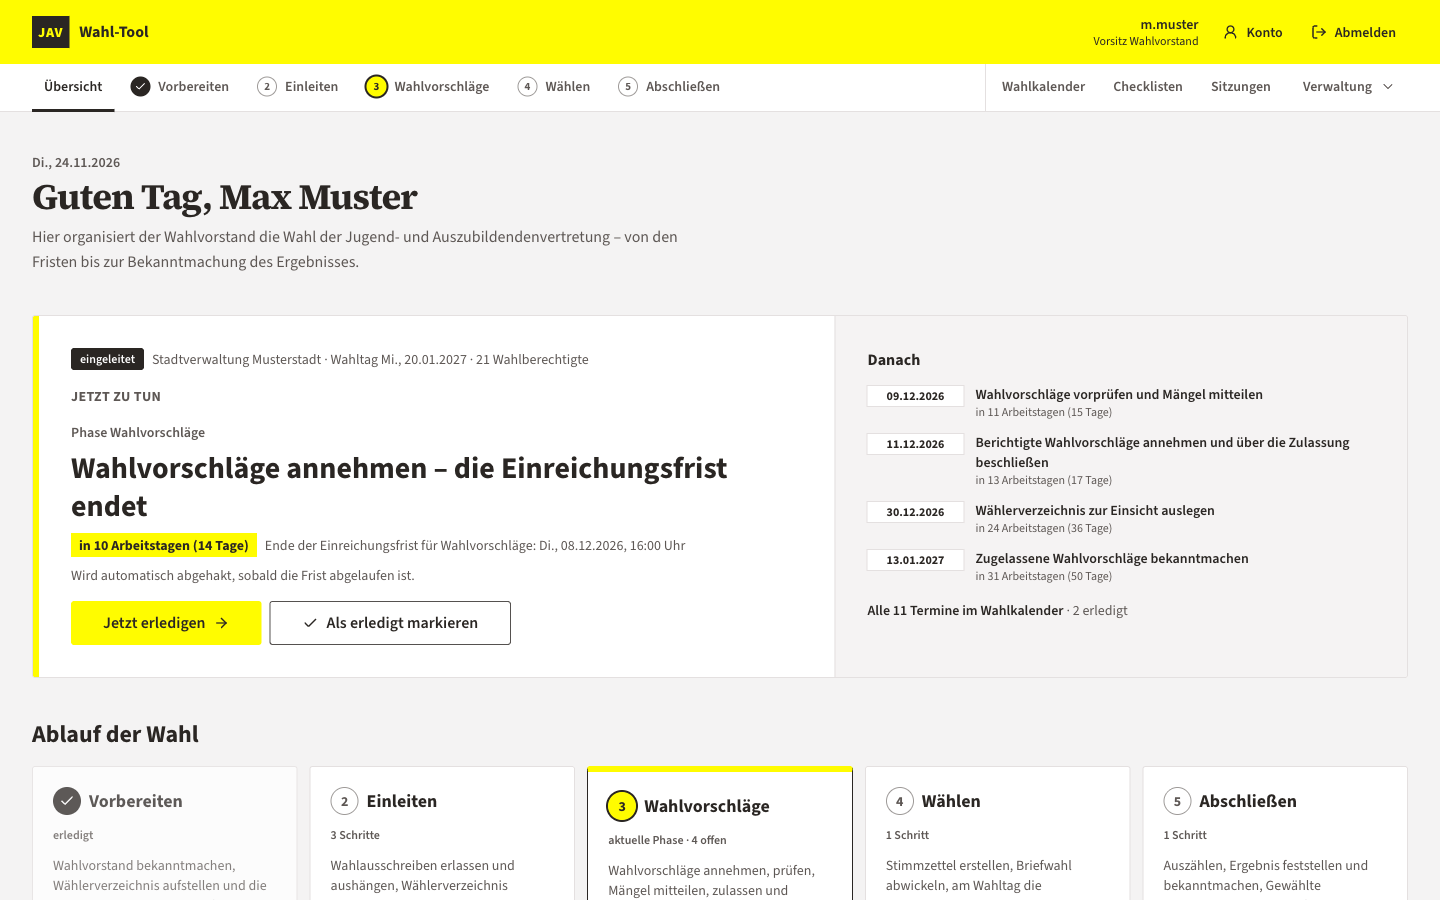 JAV Wahl-Tool
m.muster
Vorsitz Wahlvorstand
Konto
Abmelden
Übersicht
Vorbereiten
2 Einleiten
3 Wahlvorschläge
4 Wählen
5 Abschließen
Wahlkalender
Checklisten
Sitzungen
Verwaltung
Di., 24.11.2026
Guten Tag, Max Muster
Hier organisiert der Wahlvorstand die Wahl der Jugend- und Auszubildendenvertretung – von den
Fristen bis zur Bekanntmachung des Ergebnisses.
eingeleitet Stadtverwaltung Musterstadt · Wahltag Mi., 20.01.2027 · 21 Wahlberechtigte
JETZT ZU TUN
Phase Wahlvorschläge
Wahlvorschläge annehmen – die Einreichungsfrist
endet
in 10 Arbeitstagen (14 Tage) Ende der Einreichungsfrist für Wahlvorschläge: Di., 08.12.2026, 16:00 Uhr
Wird automatisch abgehakt, sobald die Frist abgelaufen ist.
Jetzt erledigen
Als erledigt markieren
Danach
09.12.2026 Wahlvorschläge vorprüfen und Mängel mitteilen
in 11 Arbeitstagen (15 Tage)
11.12.2026 Berichtigte Wahlvorschläge annehmen und über die Zulassung
beschließen
in 13 Arbeitstagen (17 Tage)
30.12.2026 Wählerverzeichnis zur Einsicht auslegen
in 24 Arbeitstagen (36 Tage)
13.01.2027 Zugelassene Wahlvorschläge bekanntmachen
in 31 Arbeitstagen (50 Tage)
Alle 11 Termine im Wahlkalender · 2 erledigt
Ablauf der Wahl
Vorbereiten
erledigt
Wahlvorstand bekanntmachen,
Wählerverzeichnis aufstellen und die
2 Einleiten
3 Schritte
Wahlausschreiben erlassen und
aushängen, Wählerverzeichnis
3 Wahlvorschläge
aktuelle Phase · 4 offen
Wahlvorschläge annehmen, prüfen,
Mängel mitteilen, zulassen und
4 Wählen
1 Schritt
Stimmzettel erstellen, Briefwahl
abwickeln, am Wahltag die
5 Abschließen
1 Schritt
Auszählen, Ergebnis feststellen und
bekanntmachen, Gewählte